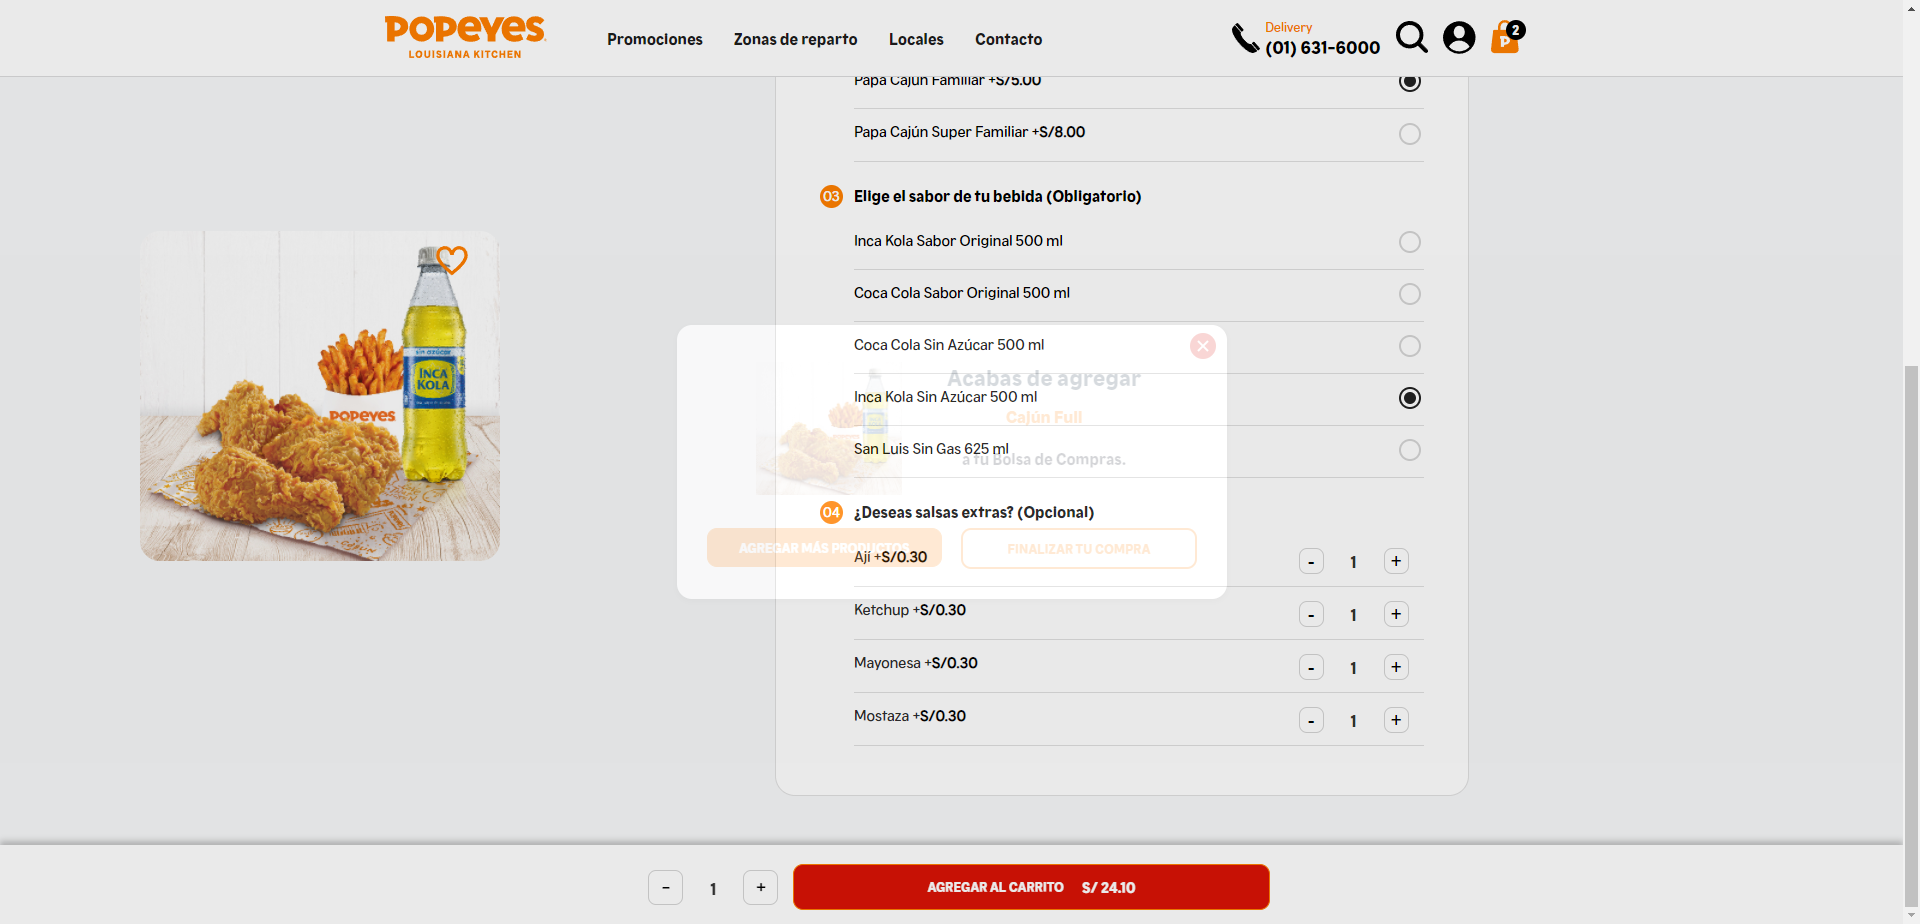 POPEYES
LOUISIANA KITCHEN
Promociones
Zonas de reparto
Locales
Contacto
Delivery
(01) 631-6000
2
Papa Cajún Familiar +S/5.00
Papa Cajún Super Familiar +S/8.00
03 Elige el sabor de tu bebida (Obligatorio)
Inca Kola Sabor Original 500 ml
Coca Cola Sabor Original 500 ml
Coca Cola Sin Azúcar 500 ml
Acabas de agregar
Inca Kola Sin Azúcar 500 ml
Cajún Full
San Luis Sin Gas 625 ml
a tu Bolsa de Compras.
sin azúcar
INCA
KOLA
POPEYES
04 ¿Deseas salsas extras? (Opcional)
AGREGAR MÁS PRODUCTOS
FINALIZAR TU COMPRA
Ají +S/0.30
- 1 +
Ketchup +S/0.30
- 1 +
Mayonesa +S/0.30
- 1 +
Mostaza +S/0.30
- 1 +
- 1 +
AGREGAR AL CARRITO S/ 24.10